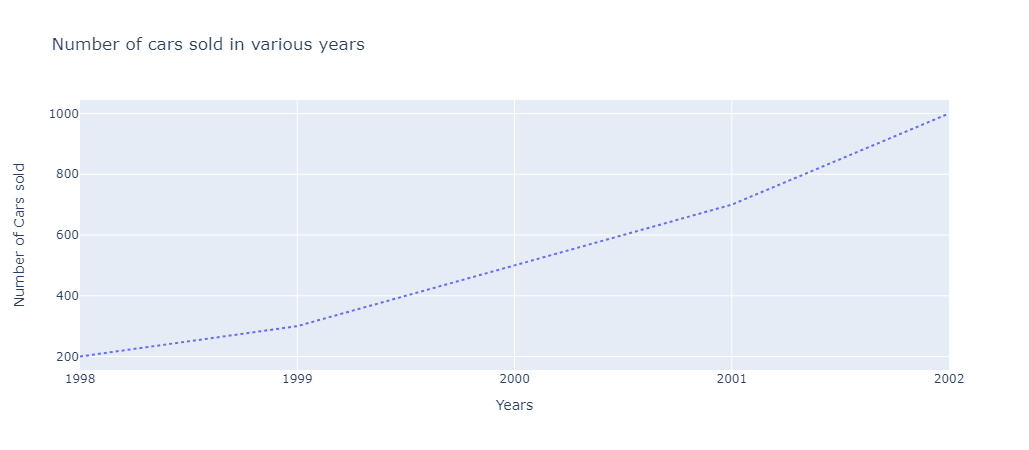 Number of cars sold in various years
1000
800
600
400
200
Number of Cars sold
1998 1999 2000 2001 2002
Years